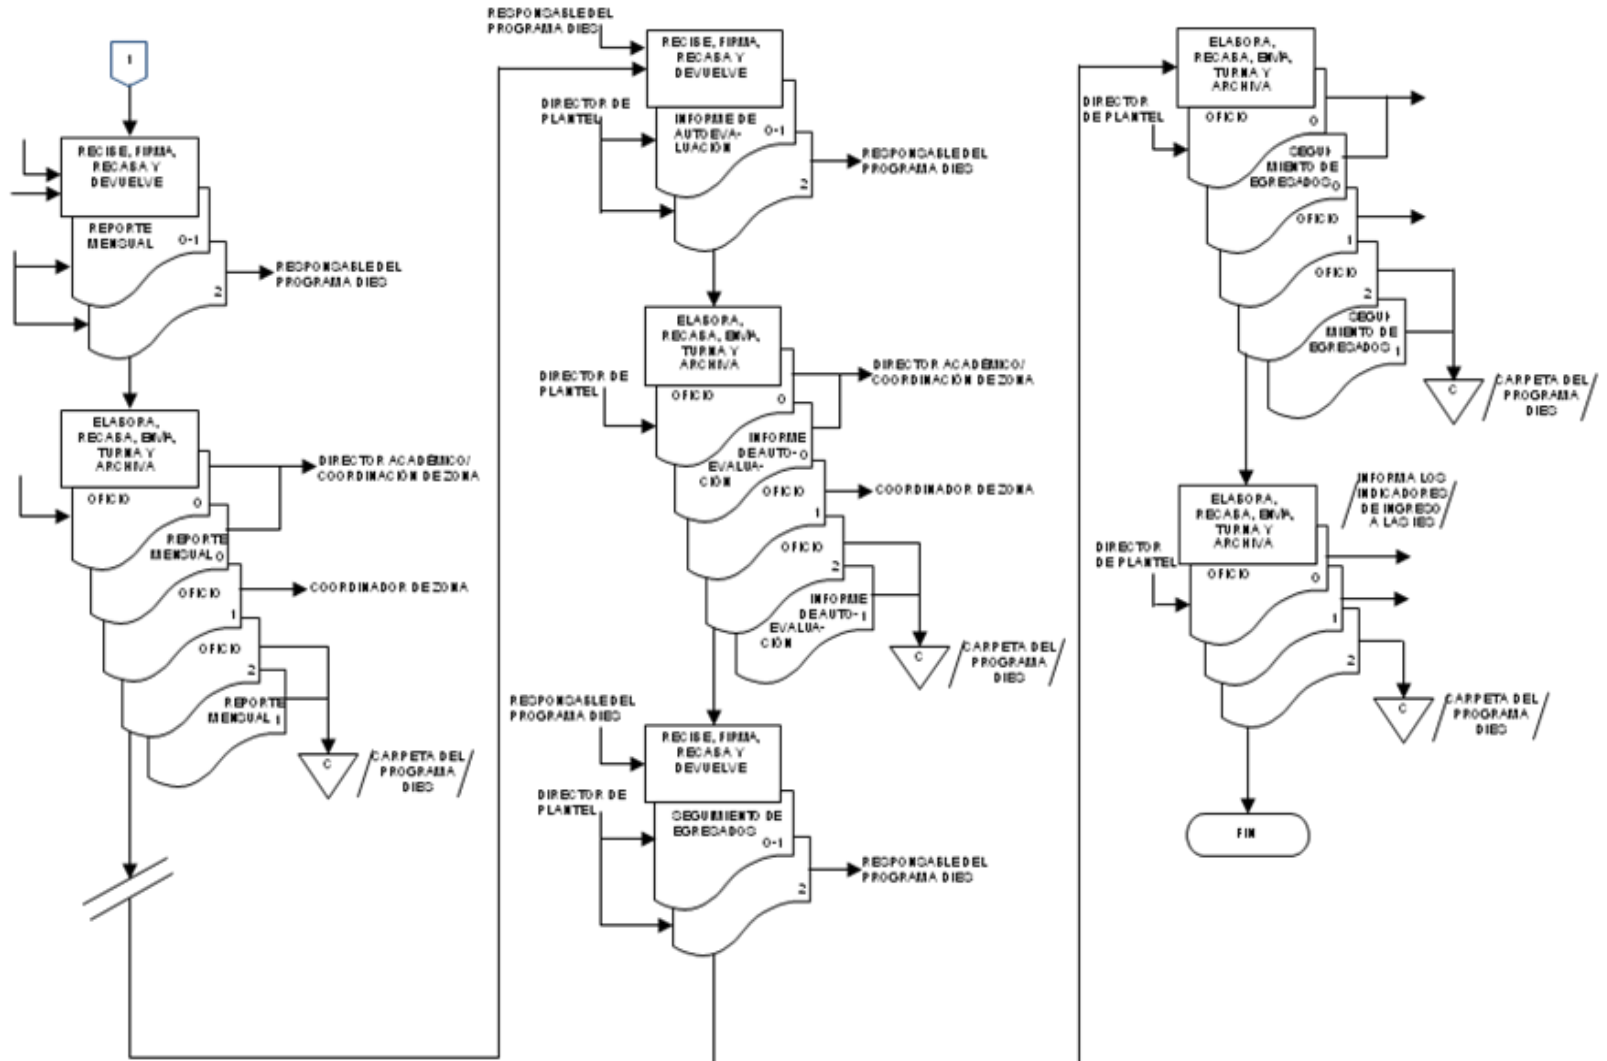 1
RECIBE, FIRMA,
RECABA Y
DEVUELVE
REPORTE
MENSUAL
0-1
2
RESPONSABLE DEL
PROGRAMA DIES
ELABORA,
RECABA, ENVÍA,
TURNA Y
ARCHIVA
OFICIO
0
DIRECTOR ACADÉMICO/
COORDINACIÓN DE ZONA
REPORTE
MENSUAL 0
OFICIO
1
COORDINADOR DE ZONA
OFICIO
2
REPORTE
MENSUAL 1
C
CARPETA DEL
PROGRAMA
DIES
RESPONSABLE DEL
PROGRAMA DIES
RECIBE, FIRMA,
RECABA Y
DEVUELVE
DIRECTOR DE
PLANTEL
INFORME DE
AUTOEVA-
LUACIÓN
0-1
2
RESPONSABLE DEL
PROGRAMA DIES
ELABORA,
RECABA, ENVÍA,
TURNA Y
ARCHIVA
DIRECTOR DE
PLANTEL
OFICIO
0
DIRECTOR ACADÉMICO/
COORDINACIÓN DE ZONA
INFORME
DE AUTO-0
EVALUA-
CIÓN
OFICIO
1
COORDINADOR DE ZONA
OFICIO
2
INFORME
DE AUTO-1
EVALUA-
CIÓN
C
CARPETA DEL
PROGRAMA
DIES
RESPONSABLE DEL
PROGRAMA DIES
RECIBE, FIRMA,
RECABA Y
DEVUELVE
DIRECTOR DE
PLANTEL
SEGUIMIENTO DE
EGRESADOS
0-1
2
RESPONSABLE DEL
PROGRAMA DIES
ELABORA,
RECABA, ENVÍA,
TURNA Y
ARCHIVA
DIRECTOR
DE PLANTEL
OFICIO
0
SEGUI-
MIENTO DE
EGRESADOS 0
OFICIO
1
OFICIO
2
SEGUI-
MIENTO DE
EGRESADOS 1
C
CARPETA DEL
PROGRAMA
DIES
ELABORA,
RECABA, ENVÍA,
TURNA Y
ARCHIVA
INFORMA LOS
INDICADORES
DE INGRESO
A LAS IES
DIRECTOR
DE PLANTEL
OFICIO
0
1
2
C
CARPETA DEL
PROGRAMA
DIES
FIN